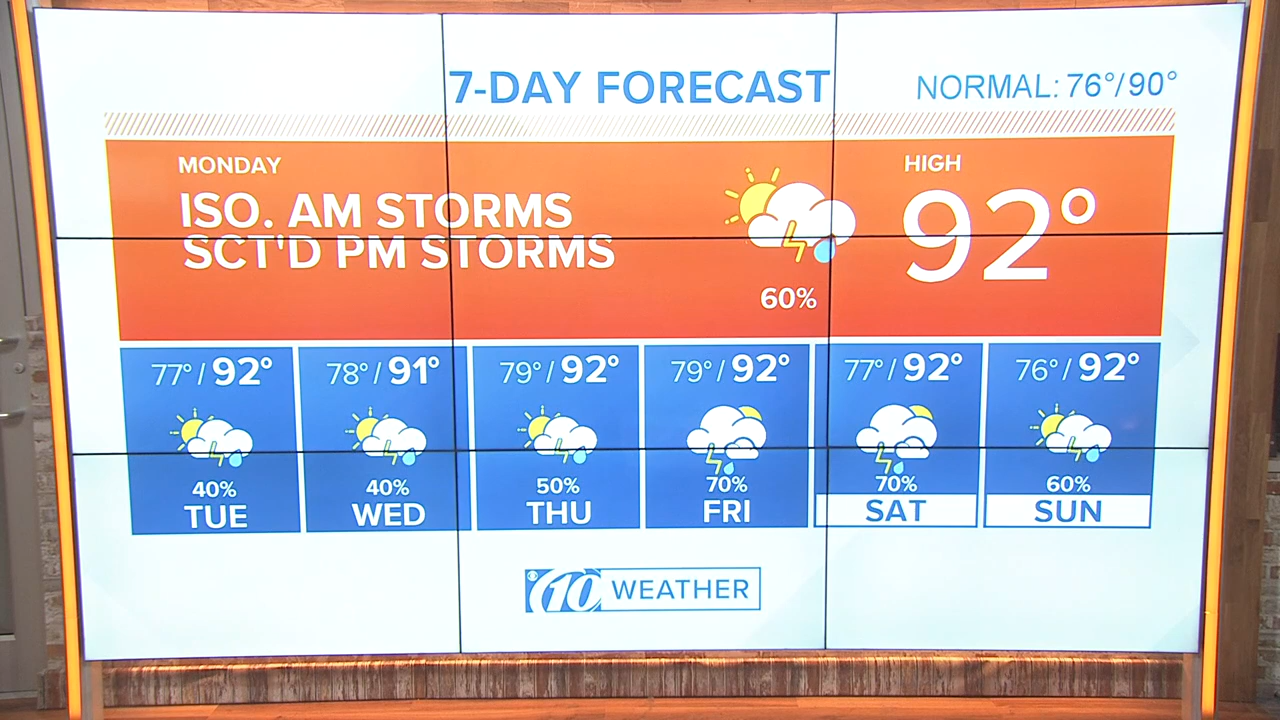 7-DAY FORECAST
NORMAL: 76°/90°
MONDAY
ISO. AM STORMS
SCT'D PM STORMS
60%
HIGH
92°
77°/92°
40%
TUE
78°/91°
40%
WED
79°/92°
50%
THU
79°/92°
70%
FRI
77°/92°
70%
SAT
76°/92°
60%
SUN
10 WEATHER